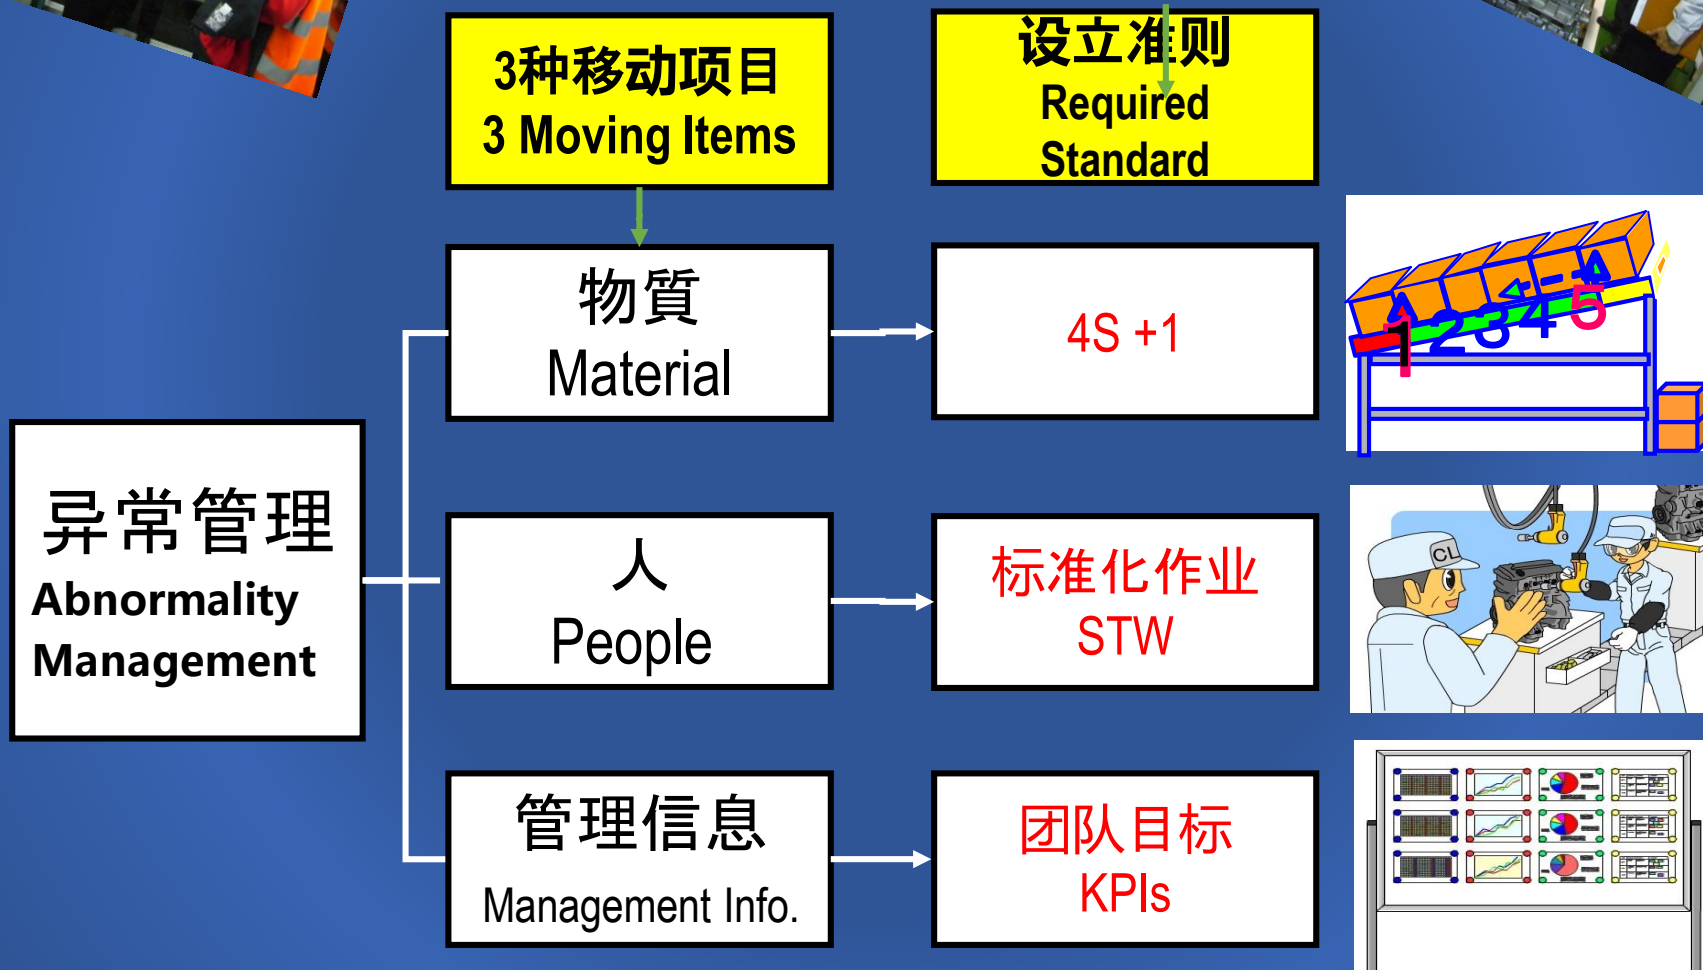 3种移动项目
3 Moving Items
设立准则
Required
Standard
物質
Material
4S +1
1 2 3 4 5
异常管理
Abnormality
Management
人
People
标准化作业
STW
CL
管理信息
Management Info.
团队目标
KPIs